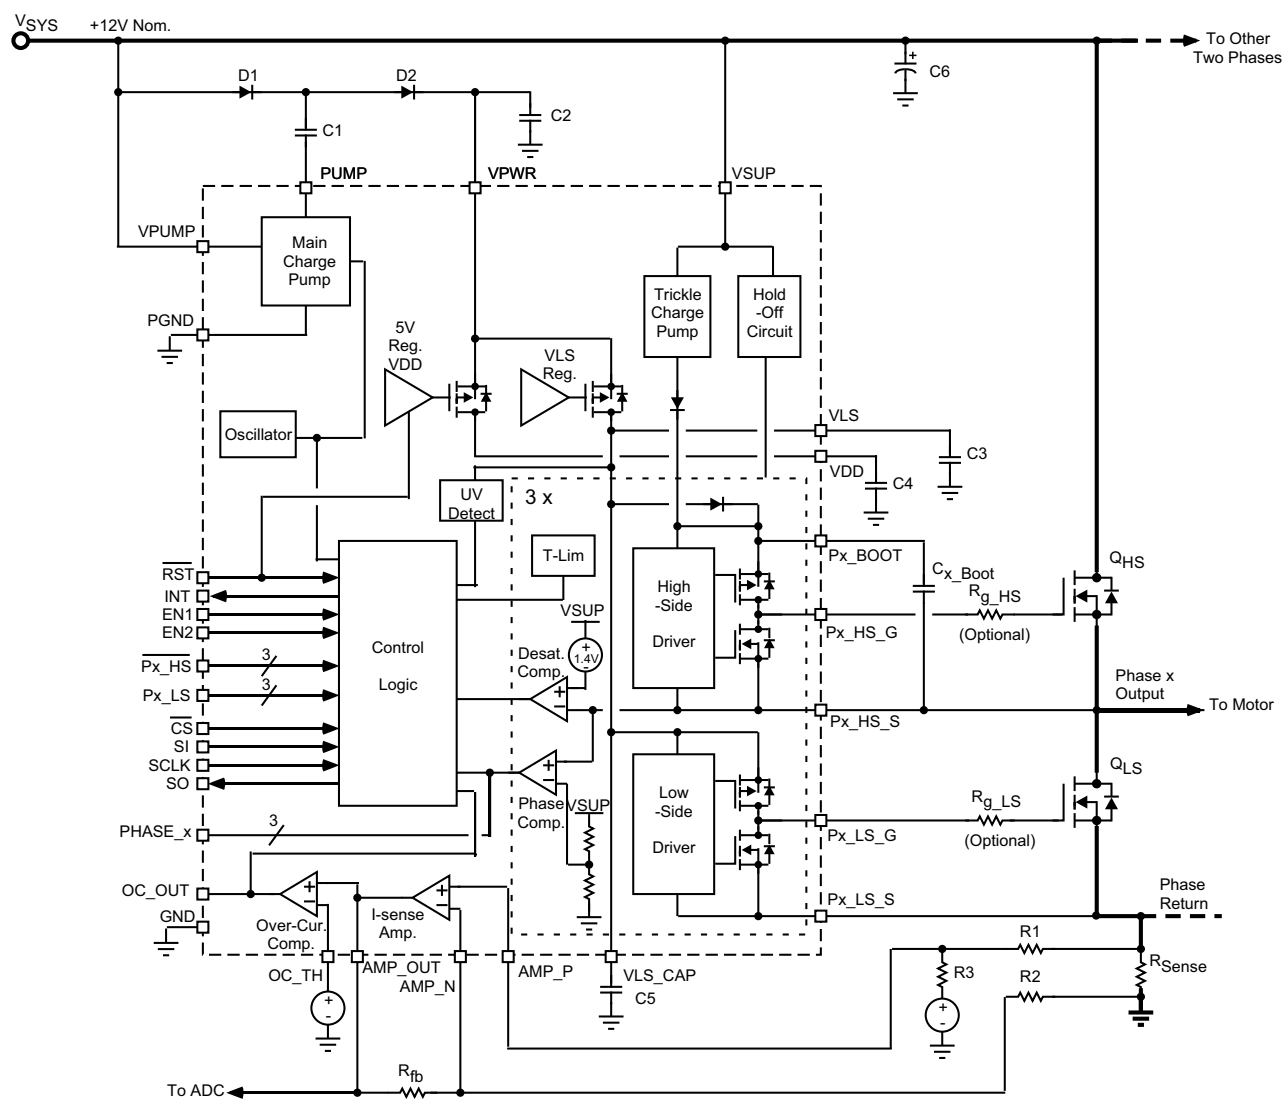 VSYS
+12V Nom.
To Other
Two Phases
D1
D2
C6
C1
C2
PUMP
VPWR
VSUP
VPUMP
Main
Charge
Pump
Trickle
Charge
Pump
Hold
-Off
Circuit
PGND
5V
Reg.
VDD
VLS
Reg.
VLS
Oscillator
VDD
C3
C4
UV
Detect
3 x
T-Lim
Px_BOOT
Cx_Boot
QHS
RST
INT
EN1
EN2
VSUP
High
-Side
Driver
Rg_HS
(Optional)
Px_HS_G
Control
Logic
Desat.
Comp.
+
1.4V
-
Px_HS
3
Px_LS
3
+
-
Phase x
Output
To Motor
Px_HS_S
CS
SI
SCLK
SO
+
-
Phase
Comp.
VSUP
Low
-Side
Driver
QLS
Rg_LS
(Optional)
Px_LS_G
PHASE_x
3
OC_OUT
+
-
Over-Cur.
Comp.
I-sense
Amp.
+
-
Px_LS_S
Phase
Return
GND
R1
OC_TH
AMP_OUT
AMP_N
AMP_P
VLS_CAP
C5
R3
R2
RSense
+
-
+
-
Rfb
To ADC